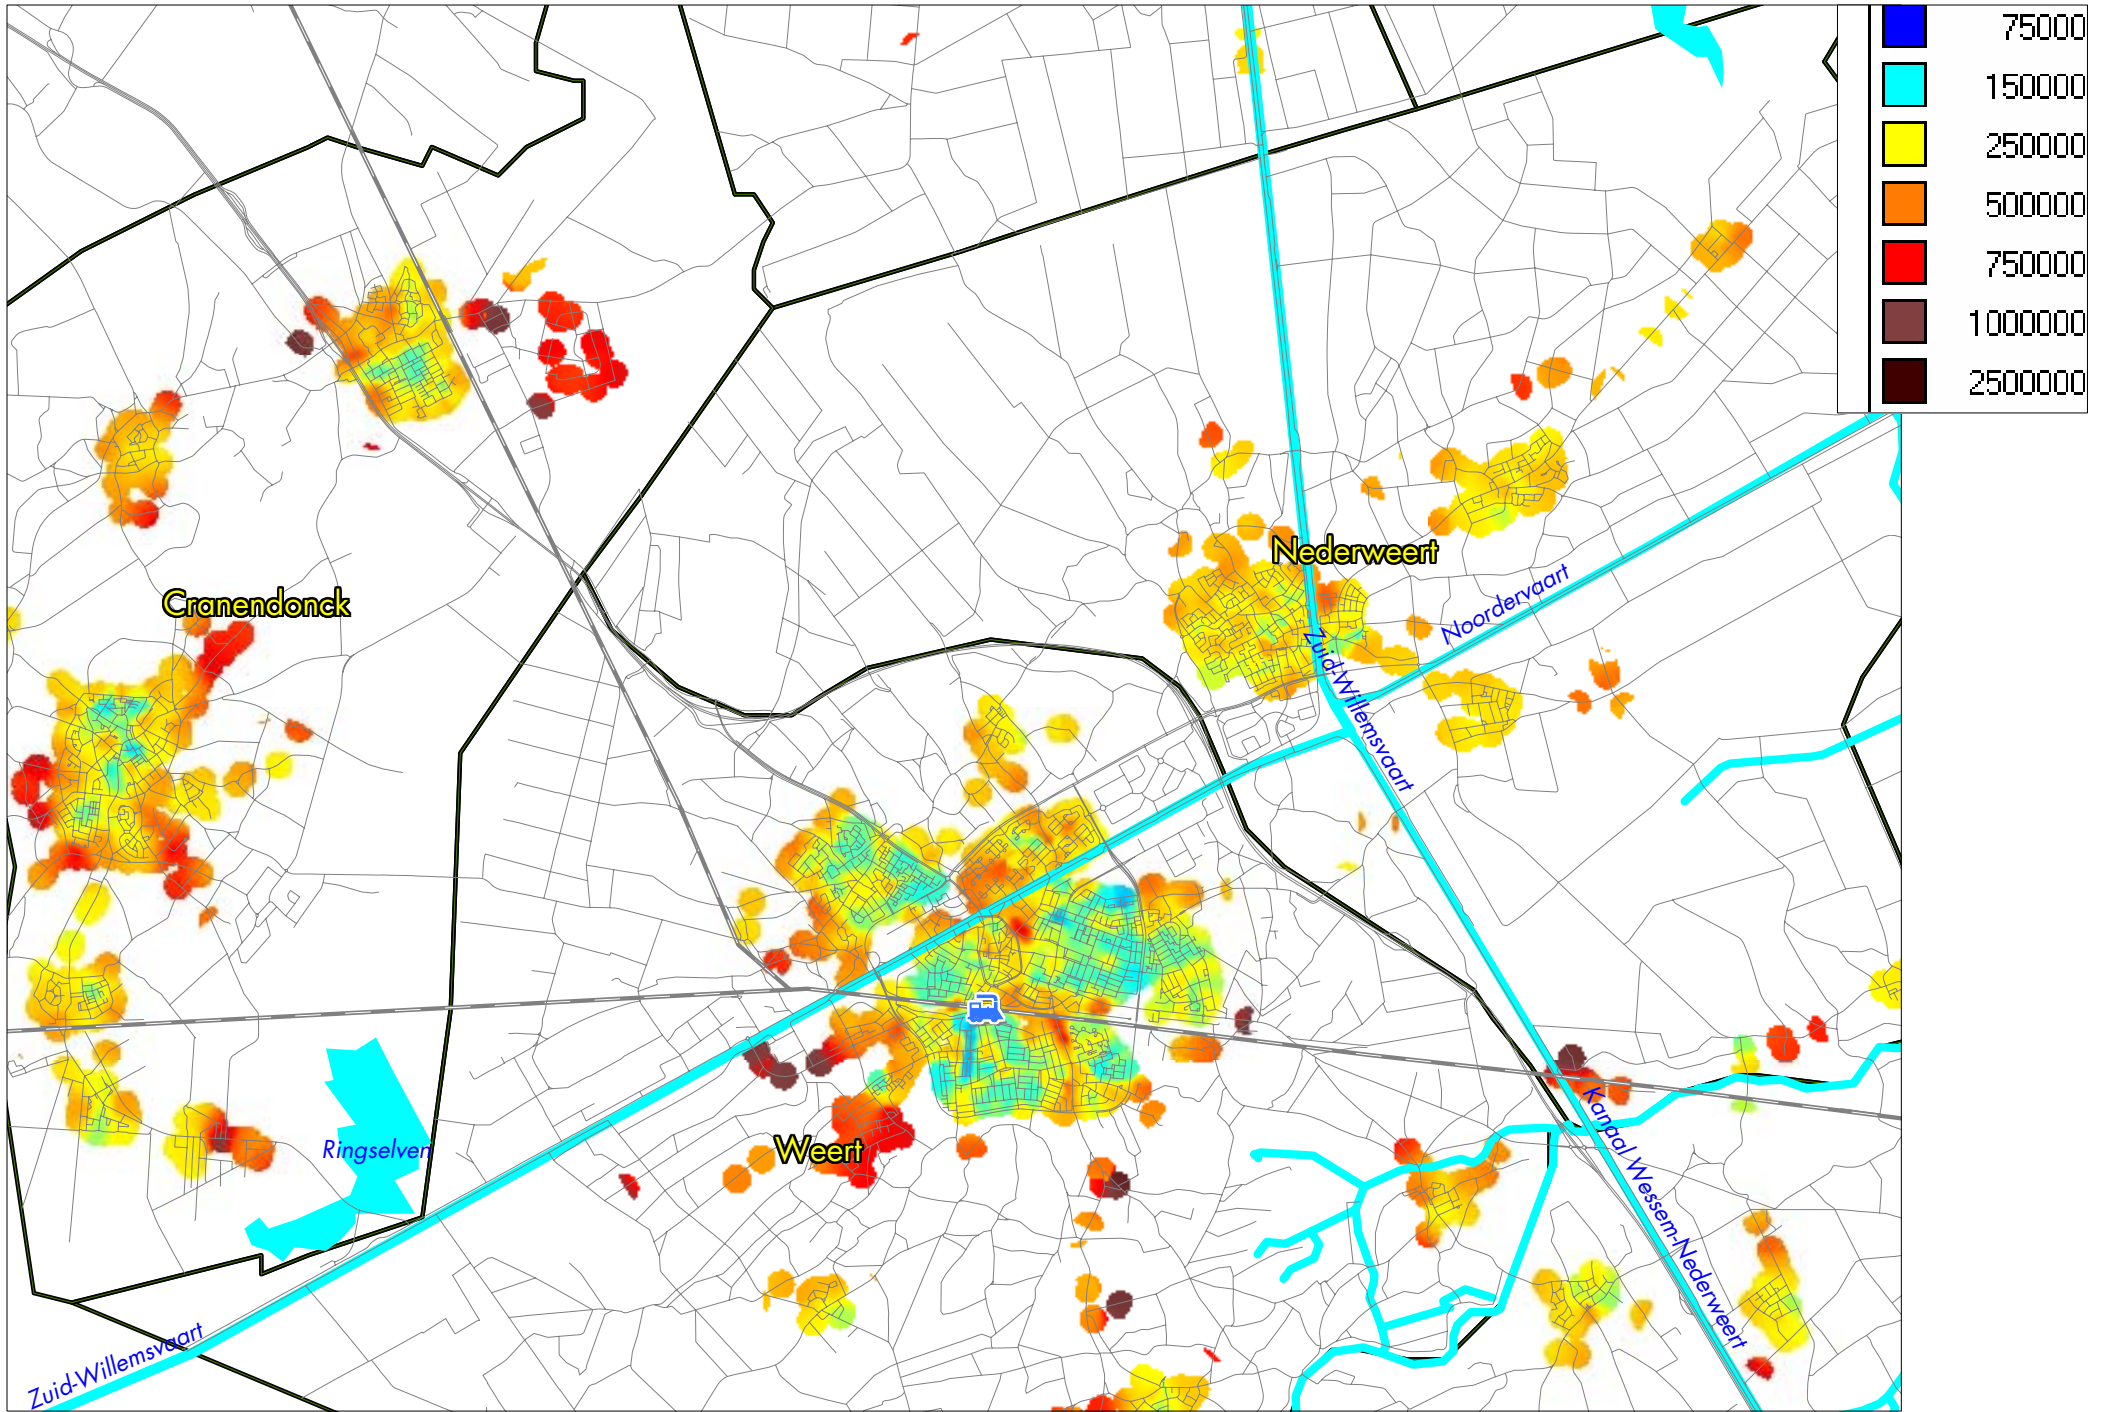 75000
150000
250000
500000
750000
1000000
2500000
Nederweert
Noordervaart
Cranendonck
Zuid-Willemsvaart
Ringselven
Weert
Kanaal Wessem-Nederweert
Zuid-Willemsvaart